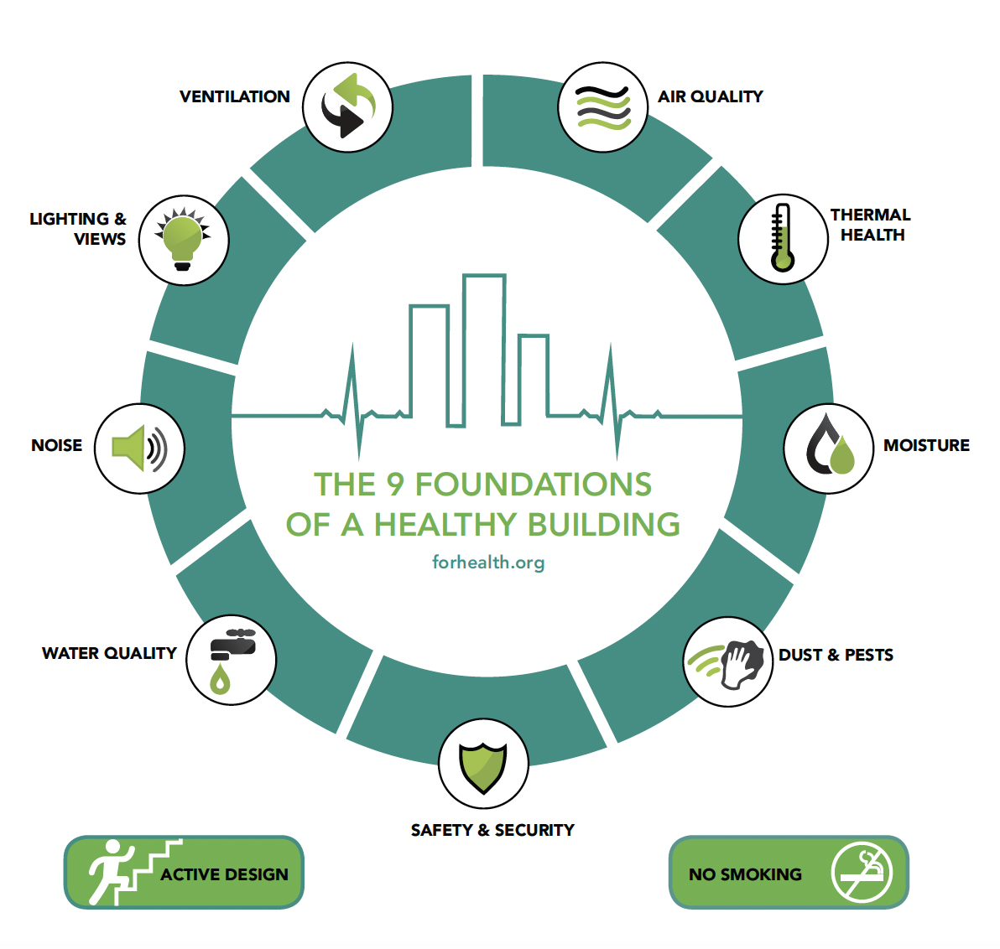 VENTILATION
AIR QUALITY
LIGHTING &
VIEWS
THERMAL
HEALTH
NOISE
MOISTURE
THE 9 FOUNDATIONS
OF A HEALTHY BUILDING
forhealth.org
WATER QUALITY
DUST & PESTS
SAFETY & SECURITY
ACTIVE DESIGN
NO SMOKING